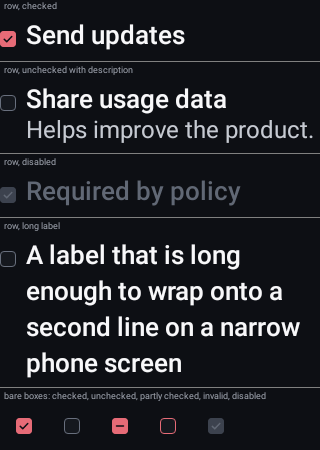 row, checked
Send updates
row, unchecked with description
Share usage data
Helps improve the product.
row, disabled
Required by policy
row, long label
A label that is long
enough to wrap onto a
second line on a narrow
phone screen
bare boxes: checked, unchecked, partly checked, invalid, disabled